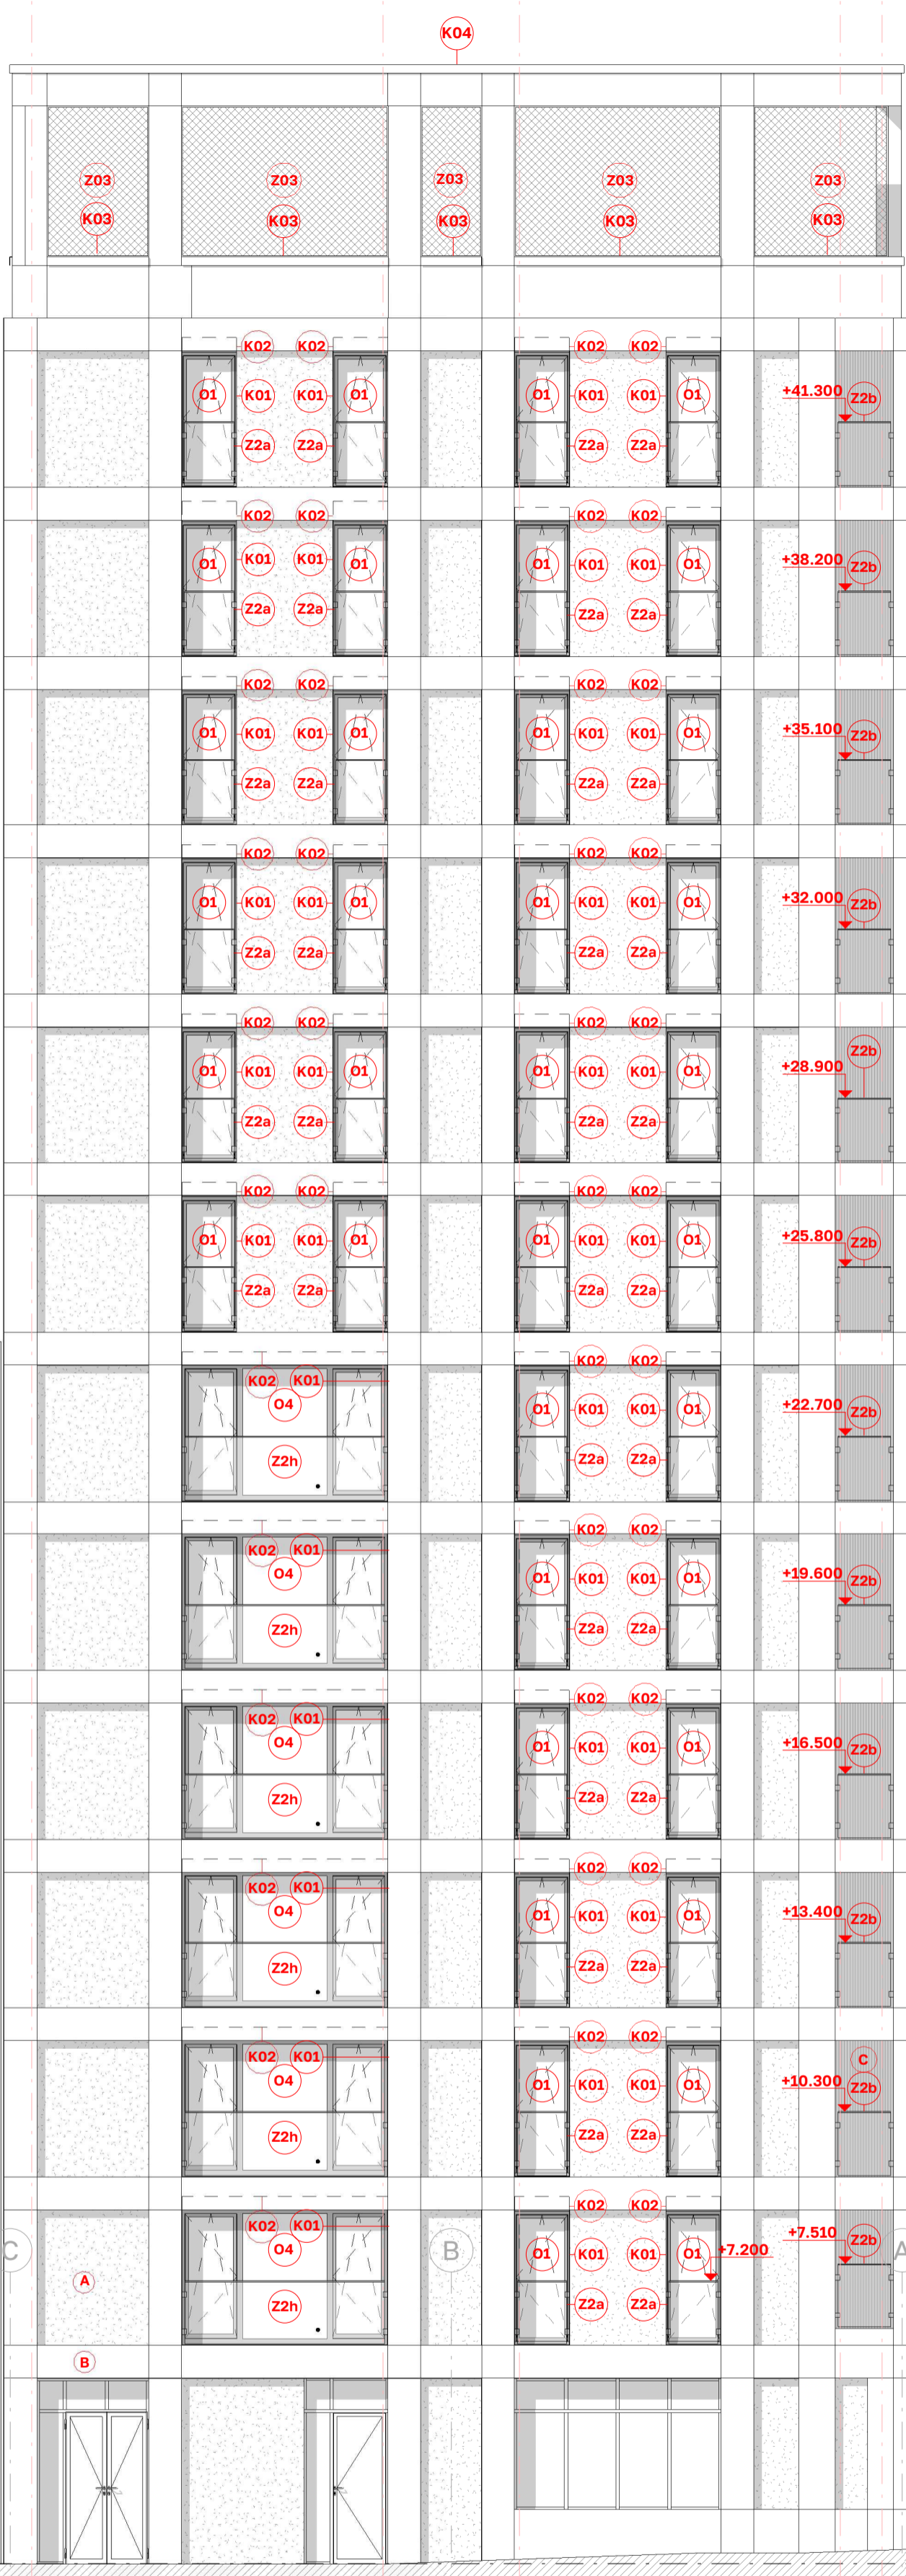 K04
Z03 Z03 Z03 Z03 Z03
K03 K03 K03 K03 K03
K02 K02 K02 K02
O1 K01 K01 O1 O1 K01 K01 O1 +41.300 Z2b
Z2a Z2a Z2a Z2a
K02 K02 K02 K02
O1 K01 K01 O1 O1 K01 K01 O1 +38.200 Z2b
Z2a Z2a Z2a Z2a
K02 K02 K02 K02
O1 K01 K01 O1 O1 K01 K01 O1 +35.100 Z2b
Z2a Z2a Z2a Z2a
K02 K02 K02 K02
O1 K01 K01 O1 O1 K01 K01 O1 +32.000 Z2b
Z2a Z2a Z2a Z2a
K02 K02 K02 K02
O1 K01 K01 O1 O1 K01 K01 O1 +28.900 Z2b
Z2a Z2a Z2a Z2a
K02 K02 K02 K02
O1 K01 K01 O1 O1 K01 K01 O1 +25.800 Z2b
Z2a Z2a Z2a Z2a
K02 K02
K02 K01
O4 O1 K01 K01 O1 +22.700 Z2b
Z2h Z2a Z2a
K02 K02
K02 K01
O4 O1 K01 K01 O1 +19.600 Z2b
Z2h Z2a Z2a
K02 K02
K02 K01
O4 O1 K01 K01 O1 +16.500 Z2b
Z2h Z2a Z2a
K02 K02
K02 K01
O4 O1 K01 K01 O1 +13.400 Z2b
Z2h Z2a Z2a
K02 K02
K02 K01 C
O4 O1 K01 K01 O1 +10.300 Z2b
Z2h Z2a Z2a
K02 K02
K02 K01 +7.510 Z2b
C O4 B O1 K01 K01 O1 +7.200 A
A Z2h Z2a Z2a
B